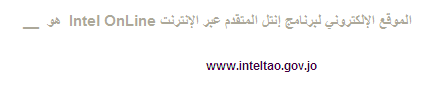 الموقع الإلكتروني لبرنامج إنتل المتقدم عبر الإنترنت Intel OnLine هو __
www.inteltao.gov.jo